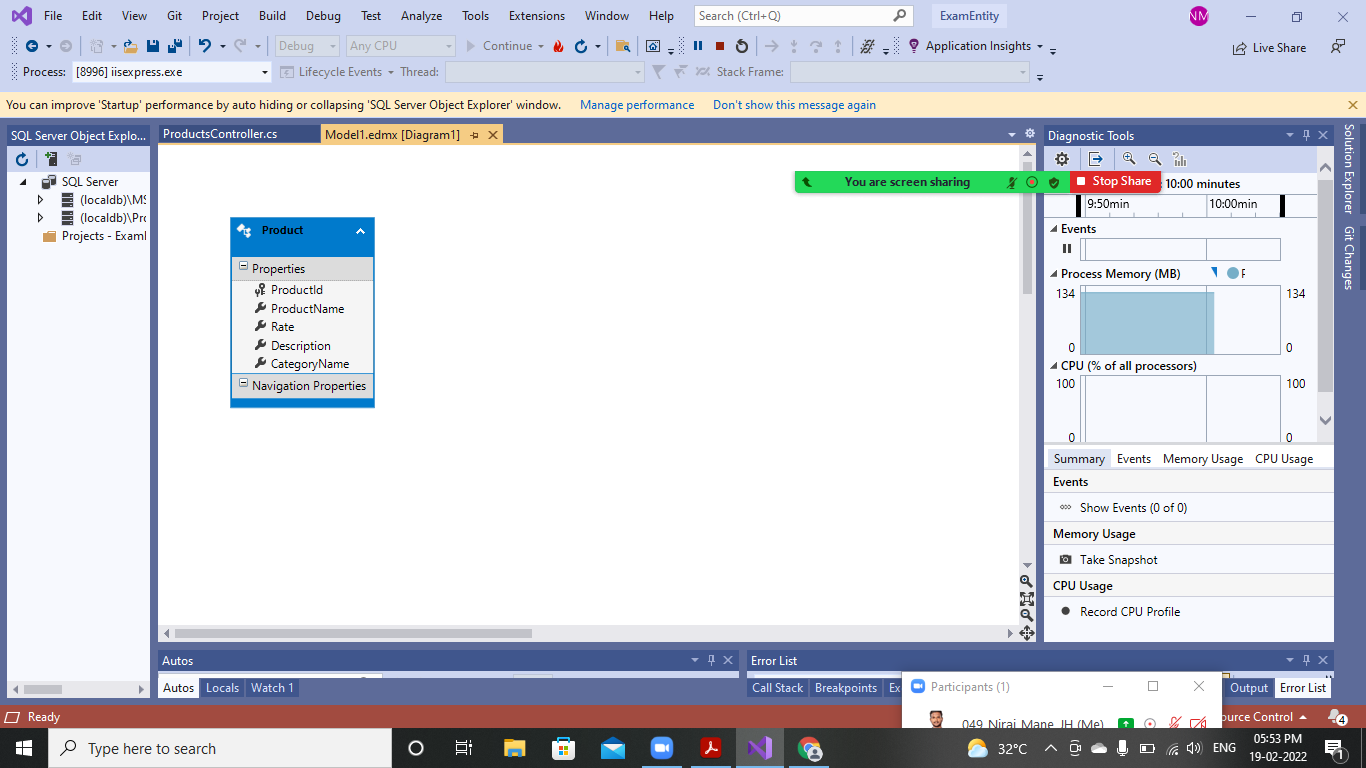 File Edit View Git Project Build Debug Test Analyze Tools Extensions Window Help Search (Ctrl+Q) ExamEntity NM
Debug Any CPU Continue Application Insights Live Share
Process: [8996] iisexpress.exe Lifecycle Events Thread: Stack Frame:
You can improve 'Startup' performance by auto hiding or collapsing 'SQL Server Object Explorer' window. Manage performance Don't show this message again
SQL Server Object Explo...
SQL Server
(localdb)\MS
(localdb)\Pro
Projects - Examl
ProductsController.cs Model1.edmx [Diagram1]
Product
Properties
ProductId
ProductName
Rate
Description
CategoryName
Navigation Properties
You are screen sharing Stop Share
Diagnostic Tools
10:00 minutes
9:50min 10:00min
Events
Process Memory (MB)
134 134
0 0
CPU (% of all processors)
100 100
0 0
Summary Events Memory Usage CPU Usage
Events
Show Events (0 of 0)
Memory Usage
Take Snapshot
CPU Usage
Record CPU Profile
Solution Explorer
Git Changes
Autos
Autos Locals Watch 1
Error List
Call Stack Breakpoints Ex Output Error List
Participants (1)
049_Niraj_Mane_JH (Me)
Ready
ource Control 4
Type here to search
32°C ENG 05:53 PM
19-02-2022 1